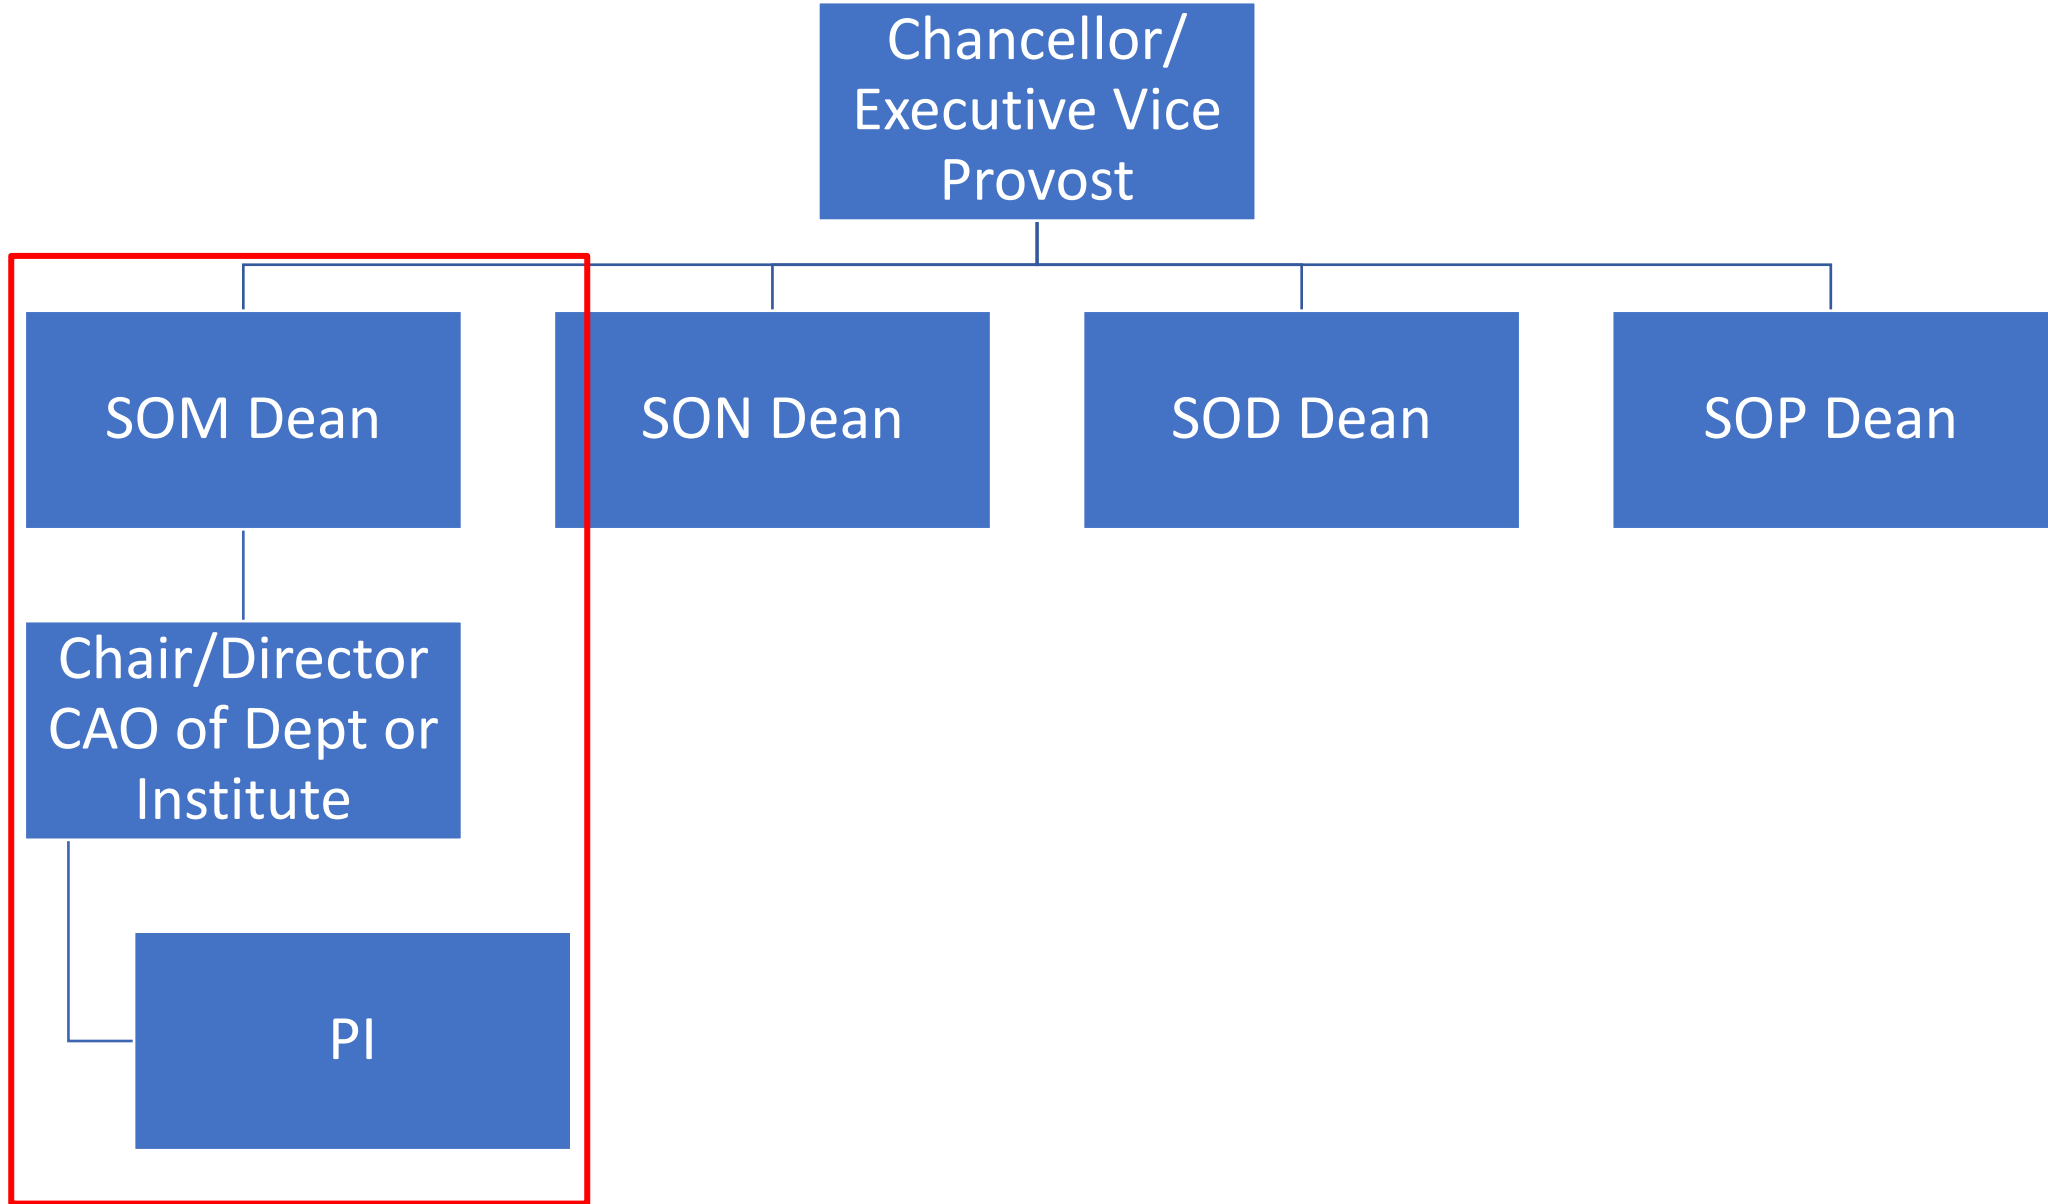 Chancellor/
Executive Vice
Provost
SOM Dean
SON Dean
SOD Dean
SOP Dean
Chair/Director
CAO of Dept or
Institute
PI